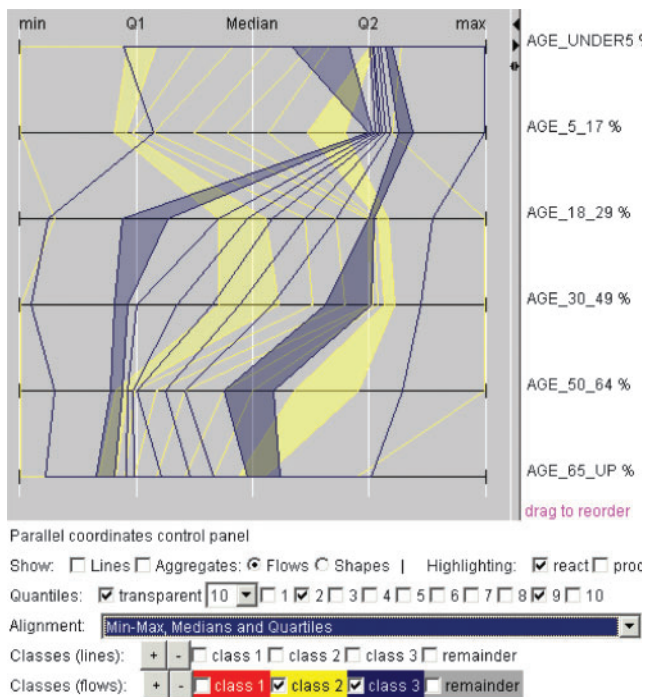 min Q1 Median Q2 max
AGE_UNDER5 %
AGE_5_17 %
AGE_18_29 %
AGE_30_49 %
AGE_50_64 %
AGE_65_UP %
drag to reorder
Parallel coordinates control panel
Show: Lines Aggregates: Flows Shapes | Highlighting: react
Quantiles: transparent 10 1 2 3 4 5 6 7 8 9 10
Alignment: Min-Max, Medians and Quartiles
Classes (lines): + - class 1 class 2 class 3 remainder
Classes (flows): + - class 1 class 2 class 3 remainder